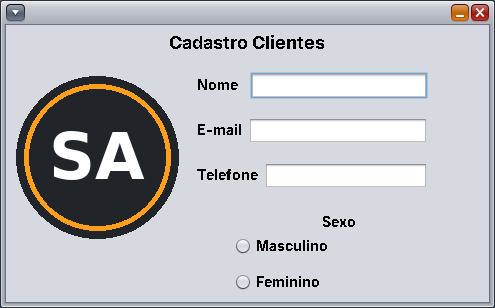 Cadastro Clientes
Nome
SA
E-mail
Telefone
Sexo
Masculino
Feminino